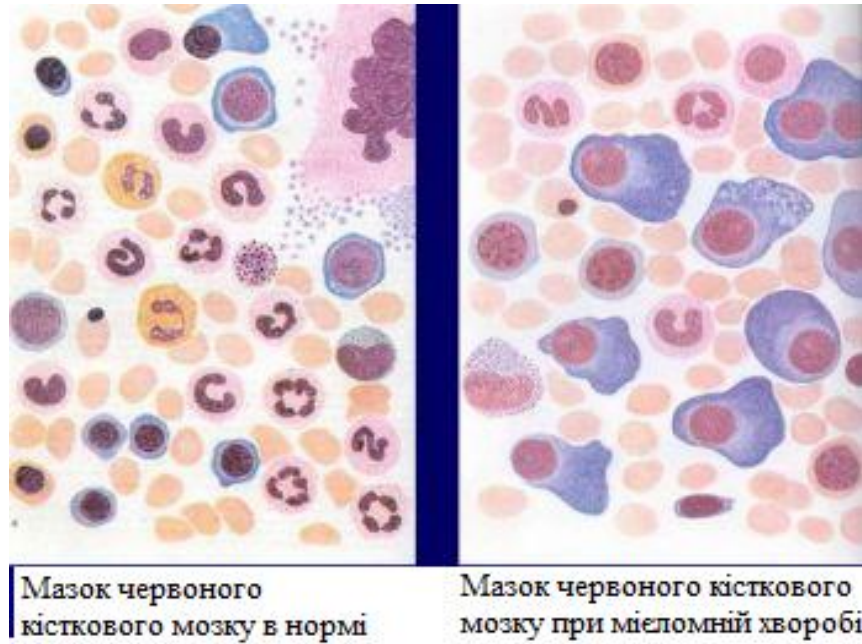 Мазок червоного
кісткового мозку в нормі
Мазок червоного кісткового
мозку при мієломній хворобі